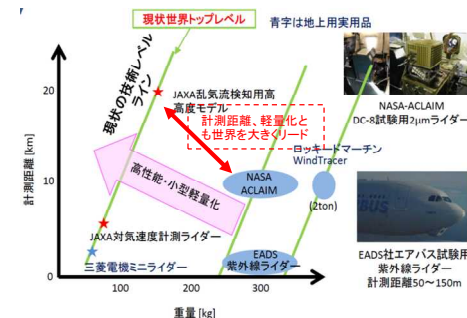 現状世界トップレベル
青字は地上用実用品
現状の技術レベル
ライン
JAXA乱気流検知用高
高度モデル
計測距離、軽量化と
も世界を大きくリード
NASA-ACLAIM
DC-8試験用2μmライダー
ロッキードマーチン
WindTracer
NASA
ACLAIM
(2ton)
高性能・小型軽量化
JAXA対気速度計測ライダー
三菱電機ミニライダー
EADS
紫外線ライダー
EADS社エアバス試験用
紫外線ライダー
計測距離50～150m
計測距離 [km]
20
10
0
100
200
300
重量 [kg]